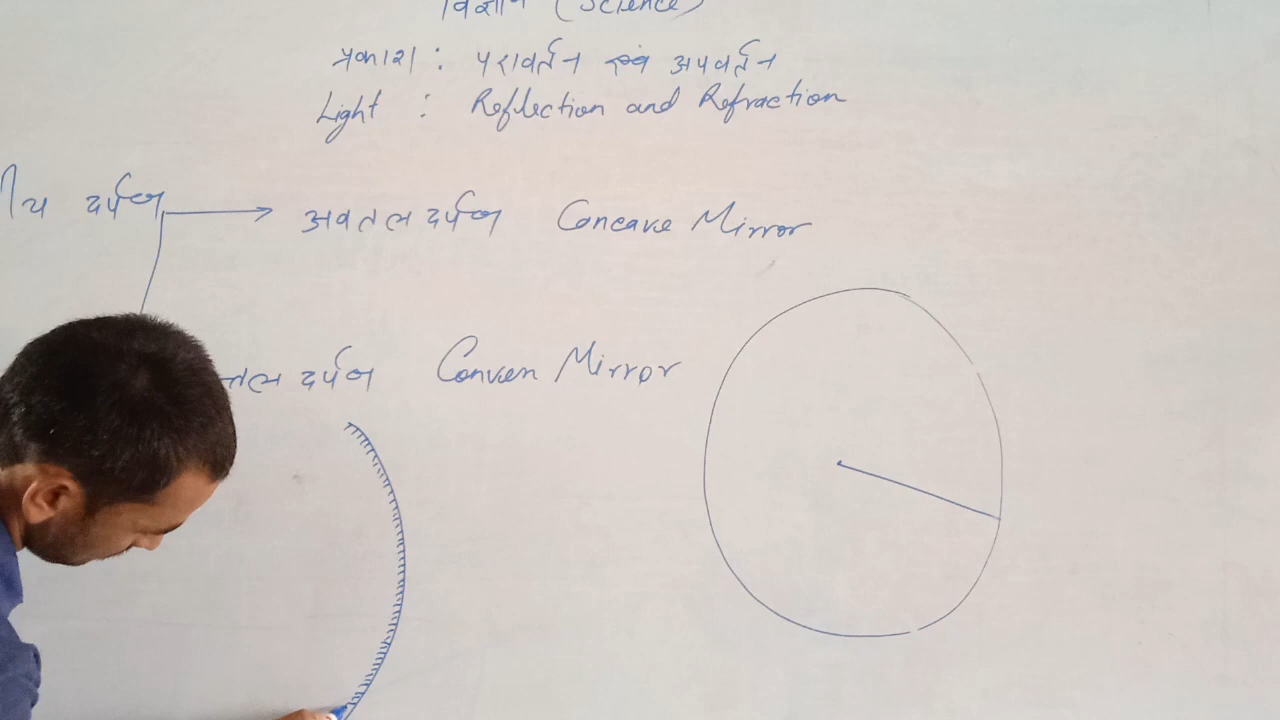 विज्ञान (Science)
प्रकाश : परावर्तन एवं अपवर्तन
Light : Reflection and Refraction
ीय दर्पण → अवतल दर्पण Concave Mirror
तल दर्पण Convex Mirror